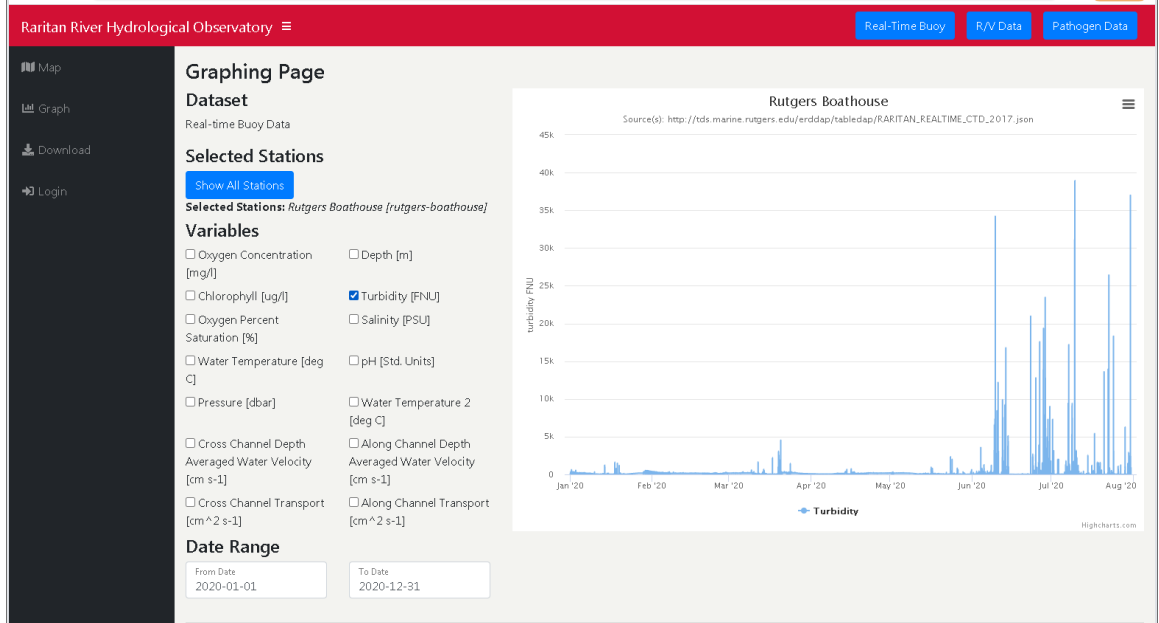 Raritan River Hydrological Observatory
Real-Time Buoy
R/V Data
Pathogen Data
Map
Graph
Download
Login
Graphing Page
Dataset
Real-time Buoy Data
Selected Stations
Show All Stations
Selected Stations: Rutgers Boathouse [rutgers-boathouse]
Variables
Oxygen Concentration
[mg/l]
Depth [m]
Chlorophyll [ug/l]
Turbidity [FNU]
Oxygen Percent
Saturation [%]
Salinity [PSU]
Water Temperature [deg
C]
pH [Std. Units]
Pressure [dbar]
Water Temperature 2
[deg C]
Cross Channel Depth
Averaged Water Velocity
[cm s-1]
Along Channel Depth
Averaged Water Velocity
[cm s-1]
Cross Channel Transport
[cm^2 s-1]
Along Channel Transport
[cm^2 s-1]
Date Range
From Date
2020-01-01
To Date
2020-12-31
Rutgers Boathouse
Source(s): http://tds.marine.rutgers.edu/erddap/tabledap/RARITAN_REALTIME_CTD_2017.json
turbidity FNU
45k
40k
35k
30k
25k
20k
15k
10k
5k
0
Jan '20
Feb '20
Mar '20
Apr '20
May '20
Jun '20
Jul '20
Aug '20
Turbidity
Highcharts.com